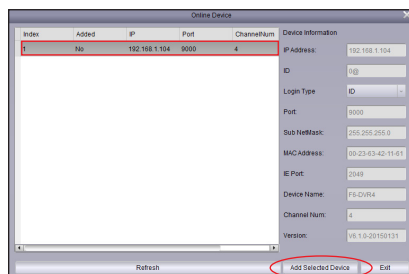 Online Device
Index Added IP Port ChannelNum
1 No 192.168.1.104 9000 4
Device Information
IP Address: 192.168.1.104
ID 0@
Login Type ID
Port: 9000
Sub NetMask: 255.255.255.0
MAC Address: 00-23-63-42-11-61
IE Port: 2049
Device Name: F6-DVR4
Channel Num: 4
Version: V6.1.0-20150131
Refresh Add Selected Device Exit